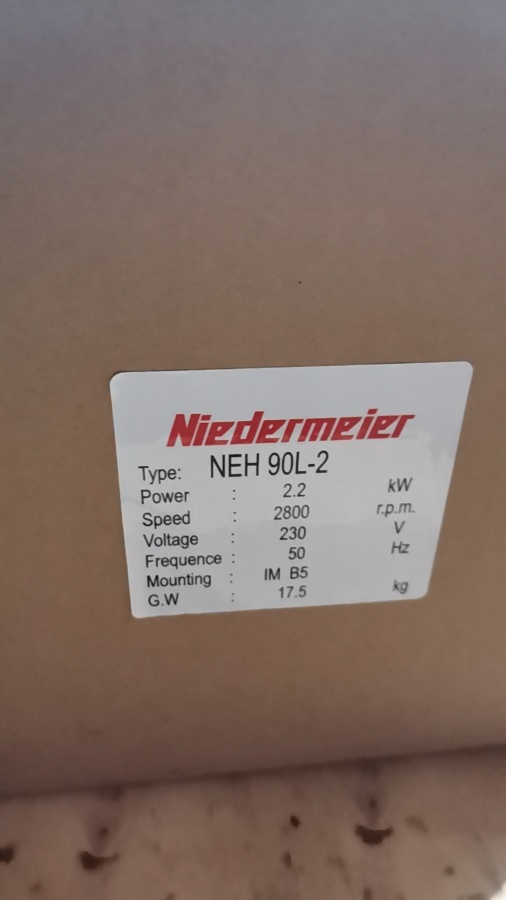 Niedermeier
Type: NEH 90L-2
Power : 2.2 kW
Speed : 2800 r.p.m.
Voltage : 230 V
Frequence : 50 Hz
Mounting : IM B5
G.W : 17.5 kg